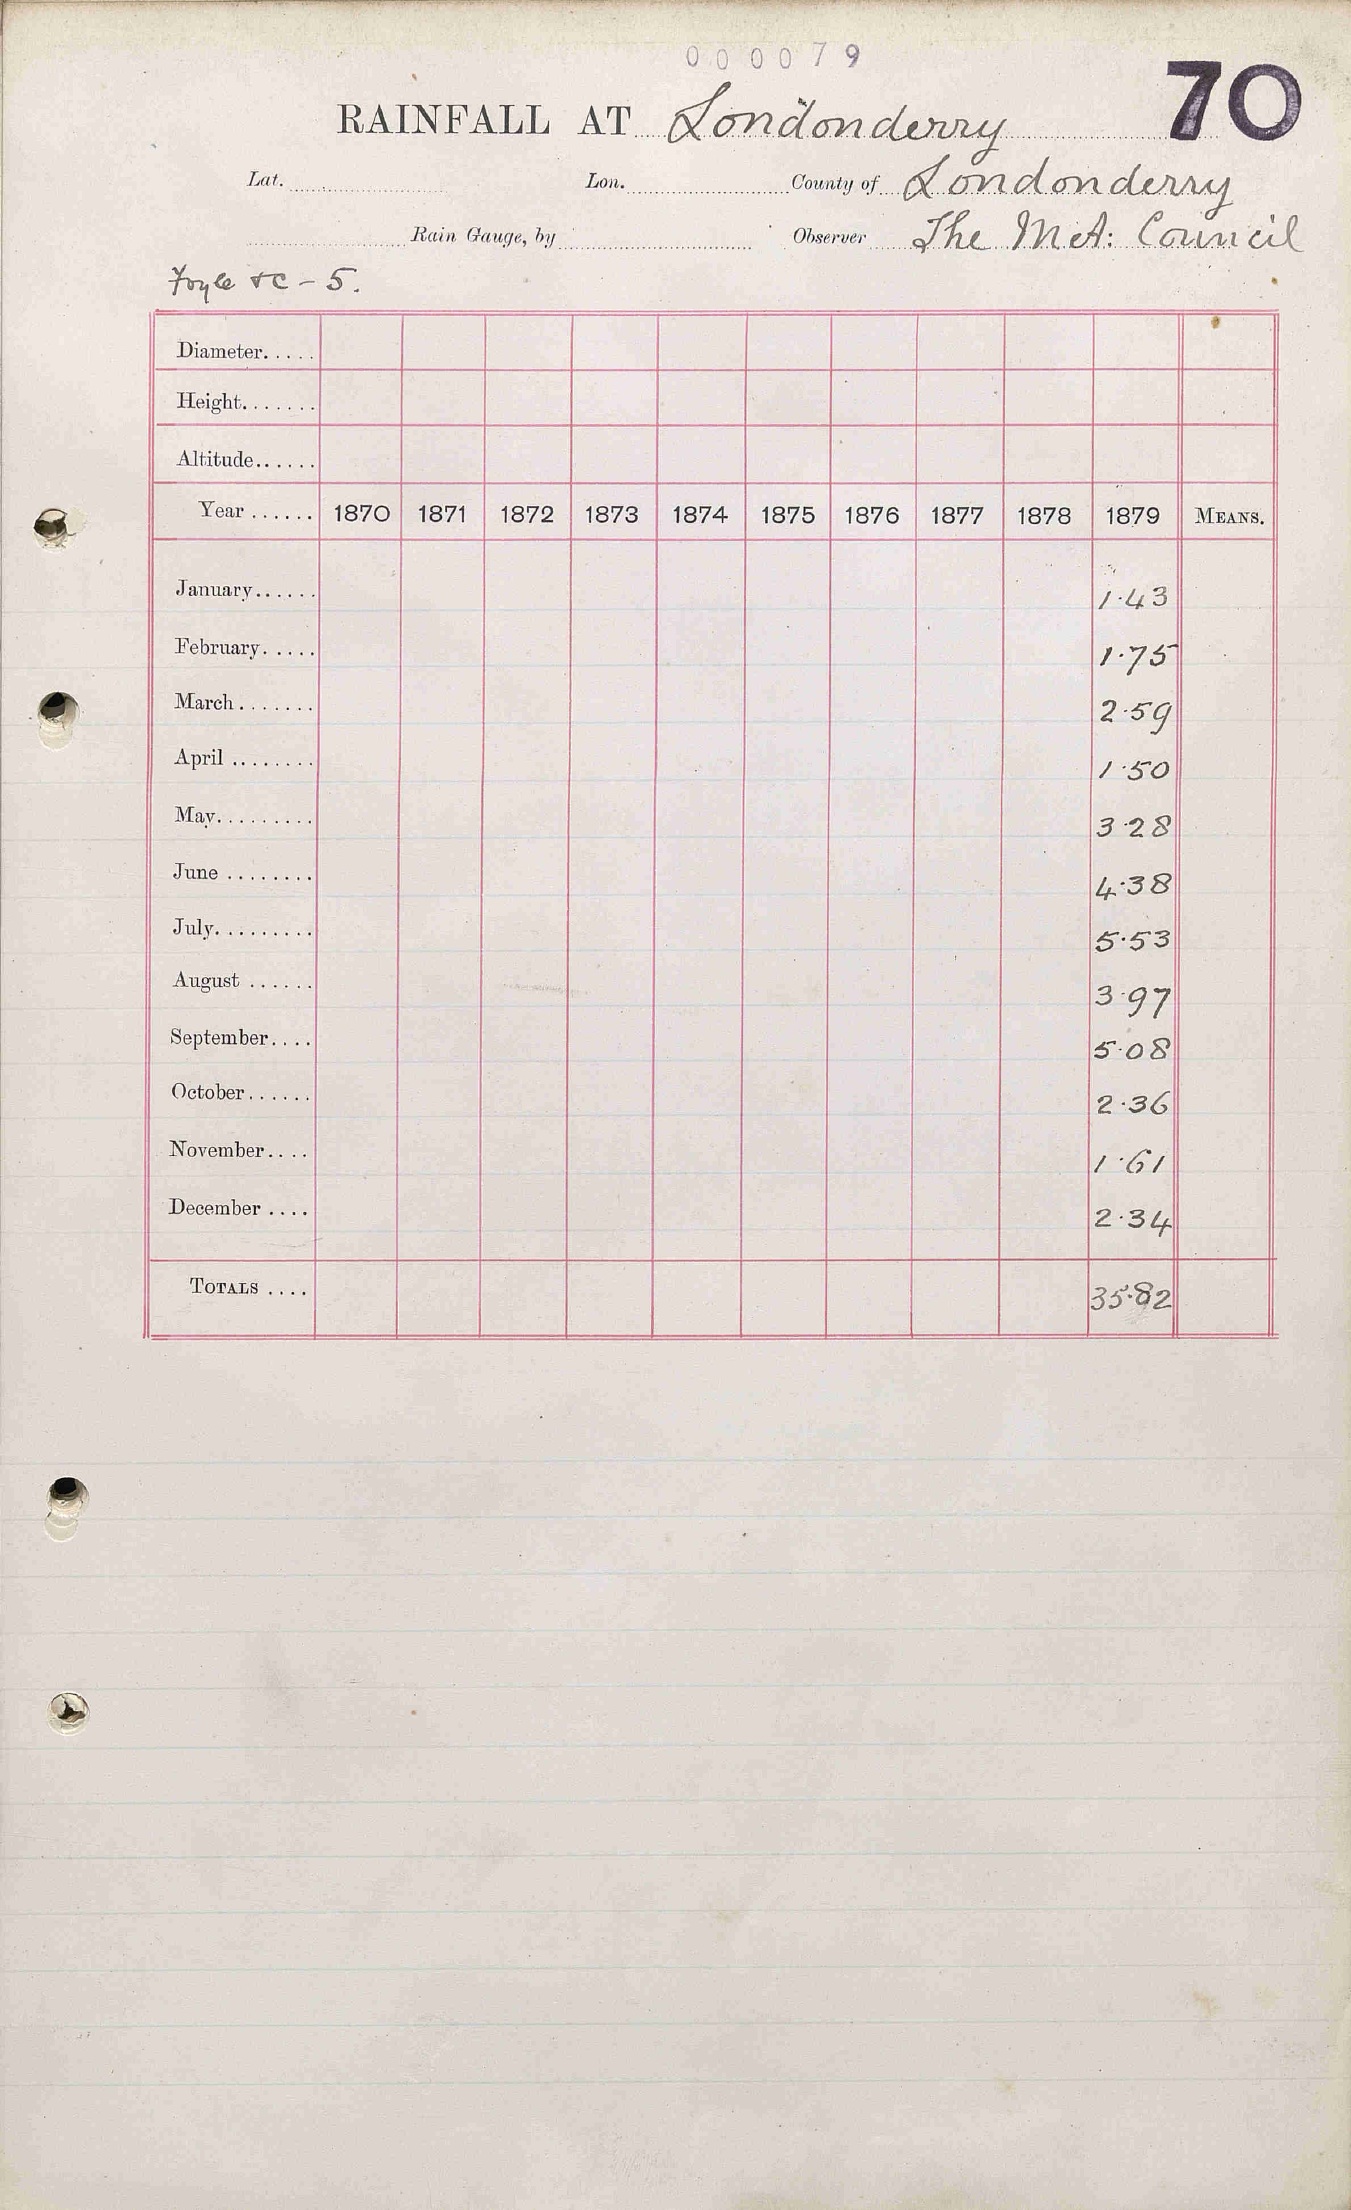 000079
70
RAINFALL AT Londonderry
Lat. Lon. County of Londonderry
Rain Gauge, by Observer The Met: Council
Foyle &c - 5.
Diameter.....
Height.......
Altitude......
Year ...... 1870 1871 1872 1873 1874 1875 1876 1877 1878 1879 MEANS.
January...... 1.43
February..... 1.75
March....... 2.59
April ........ 1.50
May......... 3.28
June ........ 4.38
July......... 5.53
August ...... 3.97
September.... 5.08
October...... 2.36
November.... 1.61
December .... 2.34
TOTALS .... 35.82